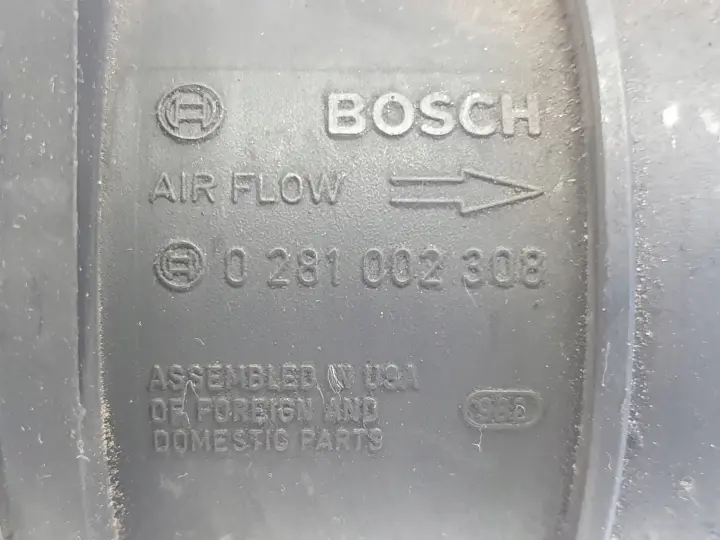 BOSCH
AIR FLOW
0 281 002 308
ASSEMBLED IN USA
OF FOREIGN AND
DOMESTIC PARTS